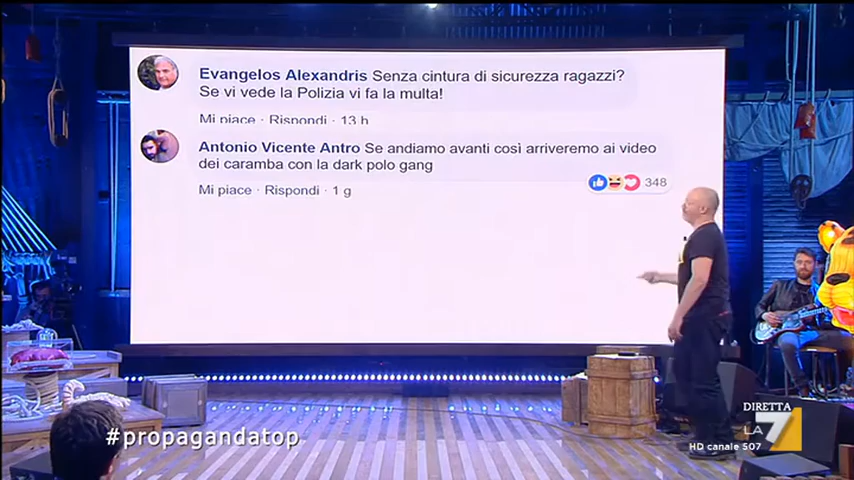 Evangelos Alexandris Senza cintura di sicurezza ragazzi?
Se vi vede la Polizia vi fa la multa!
Mi piace · Rispondi · 13 h
Antonio Vicente Antro Se andiamo avanti così arriveremo ai video
dei caramba con la dark polo gang
348
Mi piace · Rispondi · 1 g
#propagandatop
DIRETTA
LA7
HD canale 507